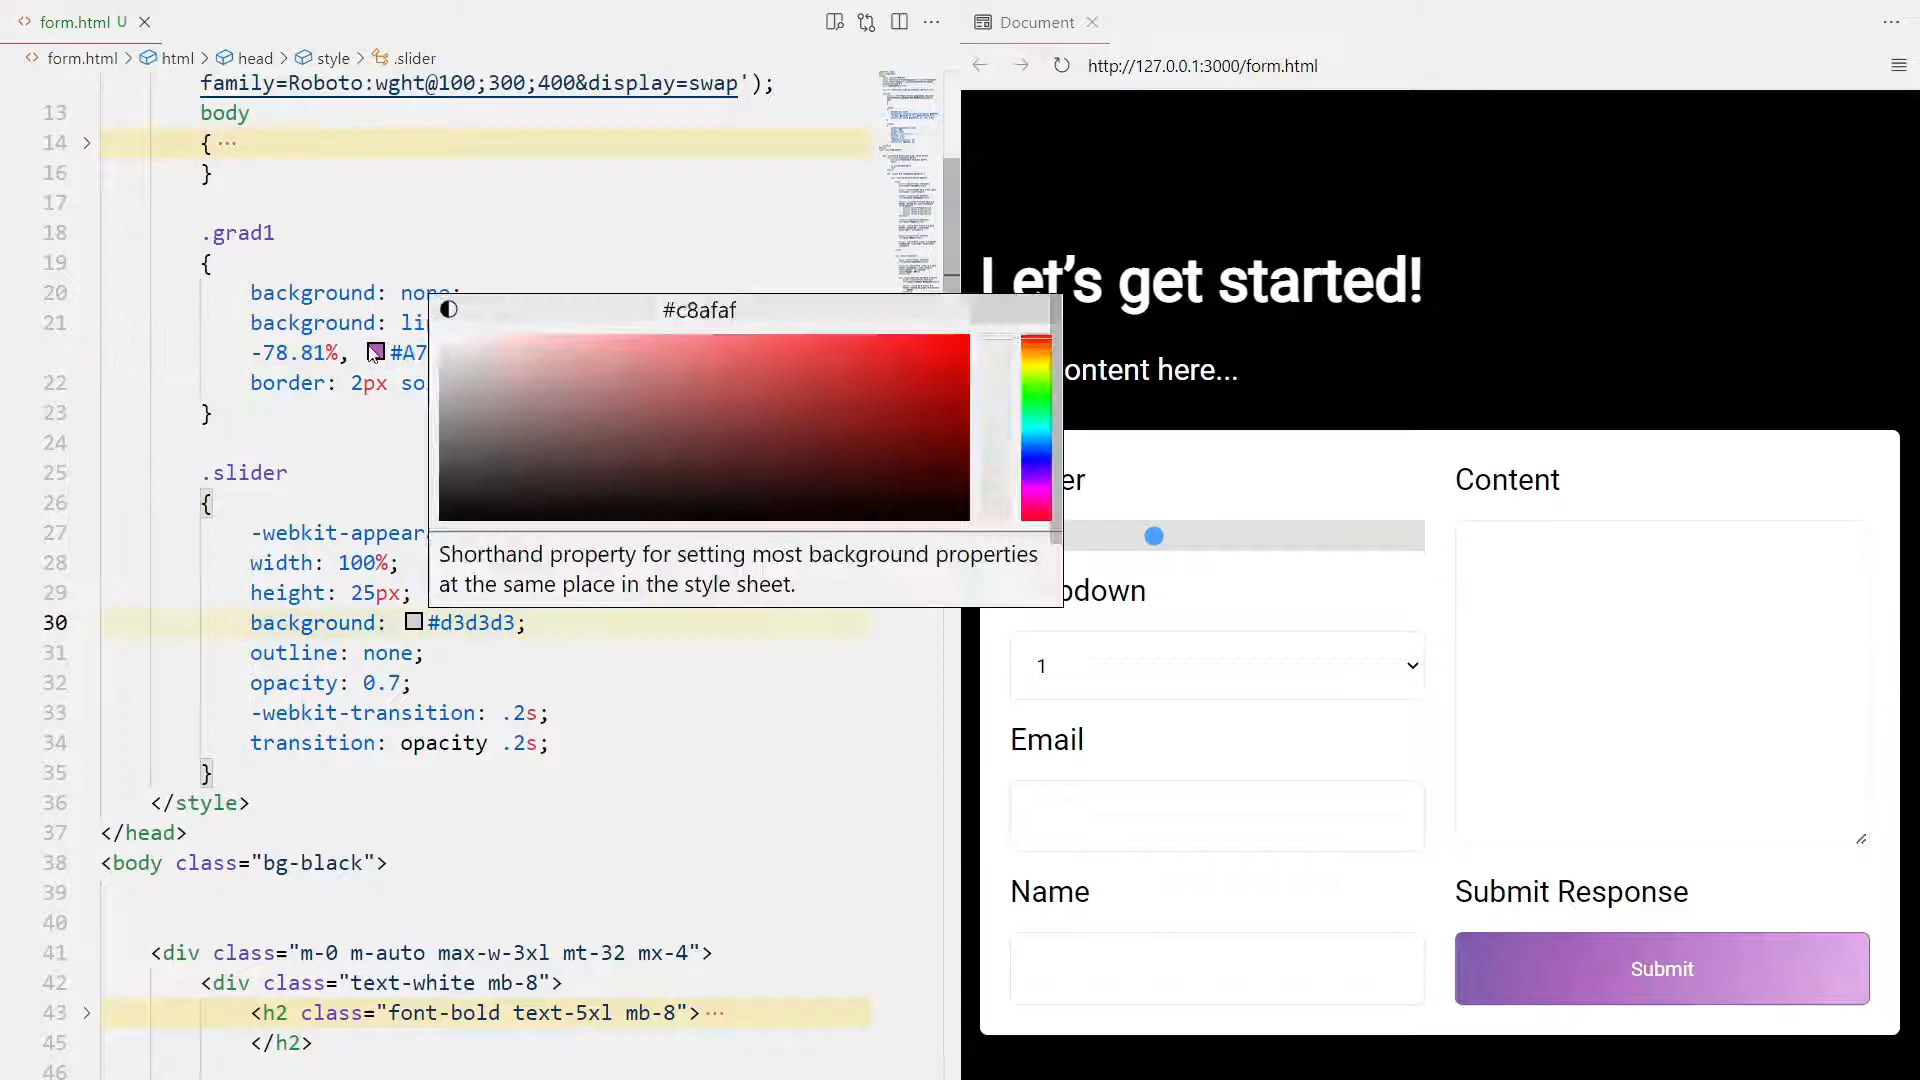 form.html U
form.html > html > head > style > .slider
family=Roboto:wght@100;300;400&display=swap');
13 body
14 { ...
16 }
17
18 .grad1
19 {
20 background: none;
21 background: li
-78.81%, #A7
22 border: 2px so
23 }
24
25 .slider
26 {
27 -webkit-appear
28 width: 100%;
29 height: 25px;
30 background: #d3d3d3;
31 outline: none;
32 opacity: 0.7;
33 -webkit-transition: .2s;
34 transition: opacity .2s;
35 }
36 </style>
37 </head>
38 <body class="bg-black">
39
40
41 <div class="m-0 m-auto max-w-3xl mt-32 mx-4">
42 <div class="text-white mb-8">
43 <h2 class="font-bold text-5xl mb-8"> ...
45 </h2>
46
#c8afaf
Shorthand property for setting most background properties
at the same place in the style sheet.
Document
http://127.0.0.1:3000/form.html
Let's get started!
ontent here...
er
Content
pdown
1
Email
Name
Submit Response
Submit